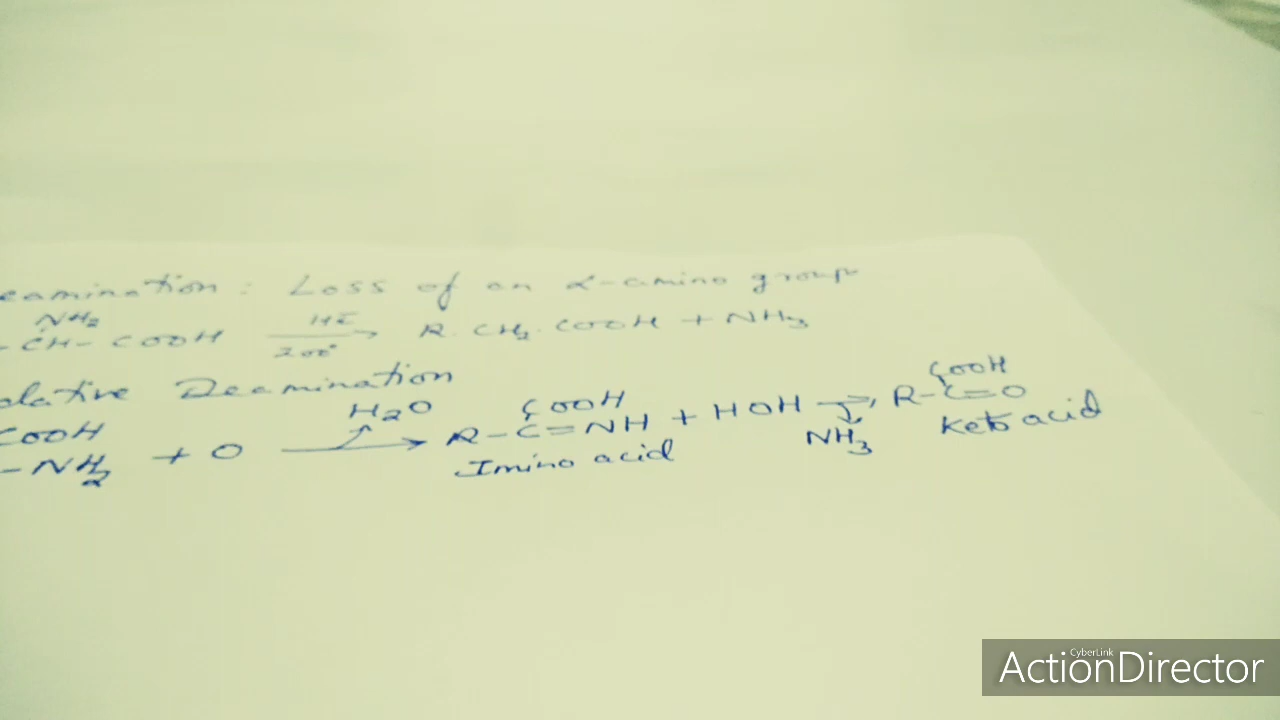 eamination: Loss of an α-amino group
NH2
-CH- COOH HI 200° R. CH2. COOH + NH3
dative Deamination
COOH H2O COOH COOH
-NH2 + O R-C=NH + HOH NH3 R-C=O
Imino acid Keto acid
CyberLink
ActionDirector